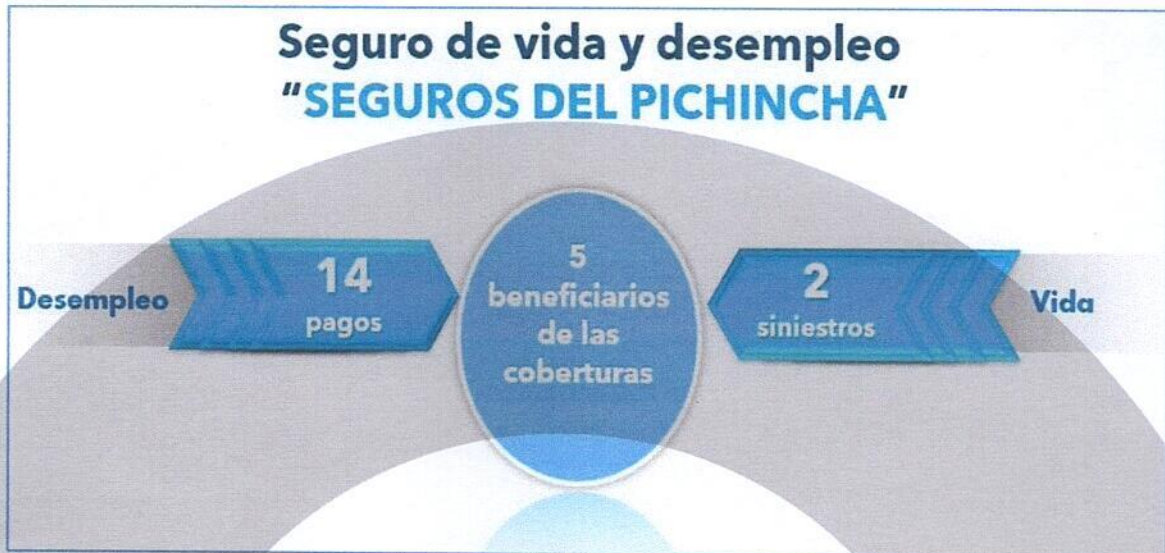 Seguro de vida y desempleo
"SEGUROS DEL PICHINCHA"
Desempleo
14
pagos
5
beneficiarios
de las
coberturas
2
siniestros
Vida